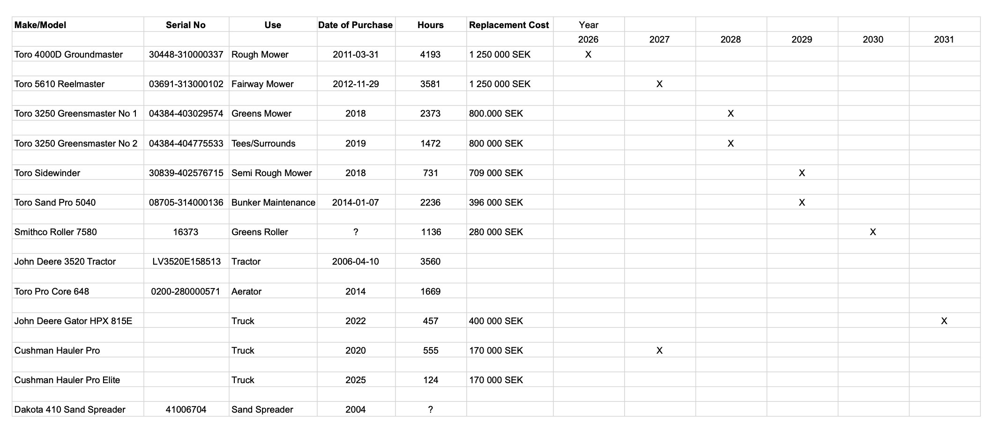 Make/Model Serial No Use Date of Purchase Hours Replacement Cost Year
2026 2027 2028 2029 2030 2031
Toro 4000D Groundmaster 30448-310000337 Rough Mower 2011-03-31 4193 1 250 000 SEK X
Toro 5610 Reelmaster 03691-313000102 Fairway Mower 2012-11-29 3581 1 250 000 SEK X
Toro 3250 Greensmaster No 1 04384-403029574 Greens Mower 2018 2373 800.000 SEK X
Toro 3250 Greensmaster No 2 04384-404775533 Tees/Surrounds 2019 1472 800 000 SEK X
Toro Sidewinder 30839-402576715 Semi Rough Mower 2018 731 709 000 SEK X
Toro Sand Pro 5040 08705-314000136 Bunker Maintenance 2014-01-07 2236 396 000 SEK X
Smithco Roller 7580 16373 Greens Roller ? 1136 280 000 SEK X
John Deere 3520 Tractor LV3520E158513 Tractor 2006-04-10 3560
Toro Pro Core 648 0200-280000571 Aerator 2014 1669
John Deere Gator HPX 815E Truck 2022 457 400 000 SEK X
Cushman Hauler Pro Truck 2020 555 170 000 SEK X
Cushman Hauler Pro Elite Truck 2025 124 170 000 SEK
Dakota 410 Sand Spreader 41006704 Sand Spreader 2004 ?